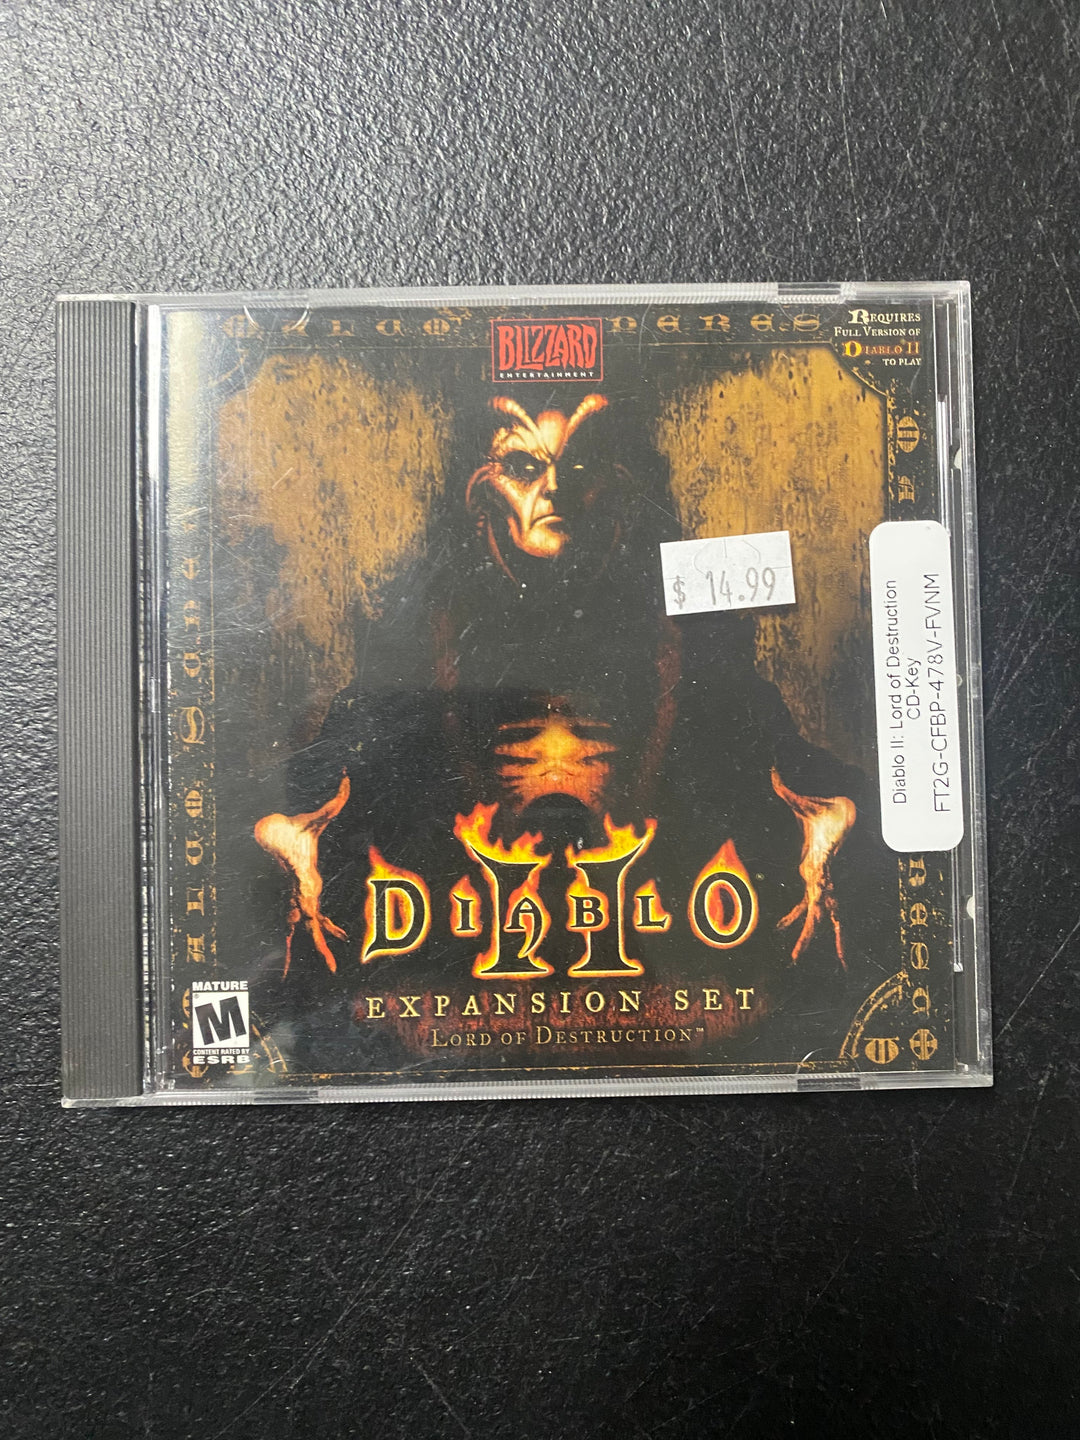 BLIZZARD
ENTERTAINMENT
REQUIRES
FULL VERSION OF
DIABLO II
TO PLAY
$ 14.99
Diablo II: Lord of Destruction
CD-Key
FT2G-CFBP-478V-FVNM
DIABLO
II
EXPANSION SET
LORD OF DESTRUCTION™
MATURE
M
CONTENT RATED BY
ESRB